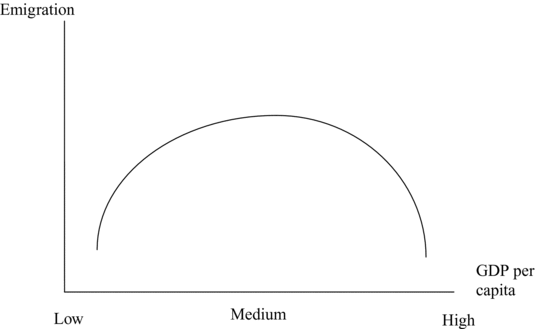 Emigration
GDP per
capita
Low
Medium
High